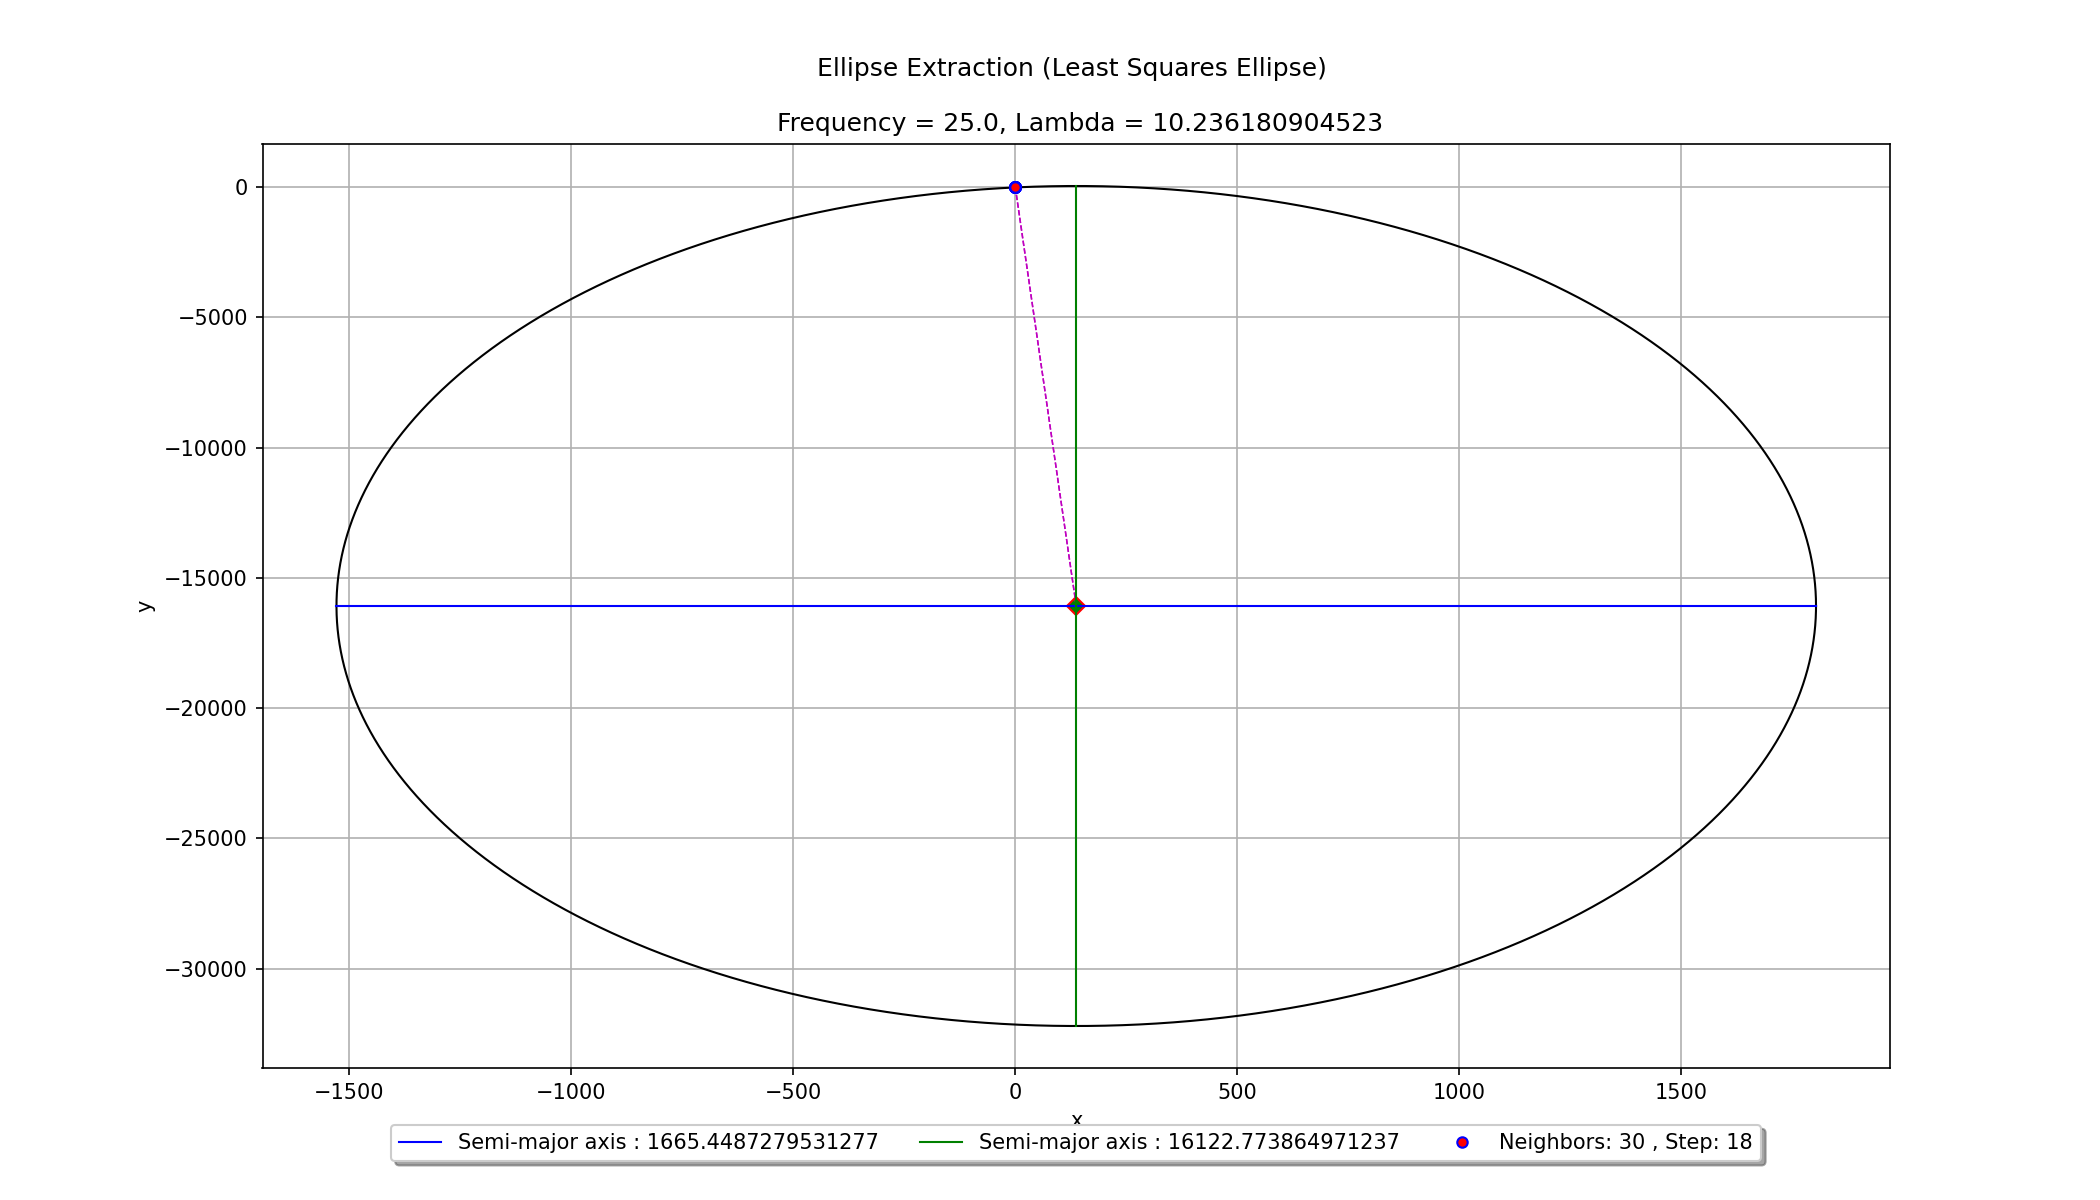 Ellipse Extraction (Least Squares Ellipse)
Frequency = 25.0, Lambda = 10.236180904523
0
−5000
−10000
−15000
−20000
−25000
−30000
y
−1500 −1000 −500 0 500 1000 1500
x
Semi-major axis : 1665.4487279531277 Semi-major axis : 16122.773864971237 Neighbors: 30 , Step: 18